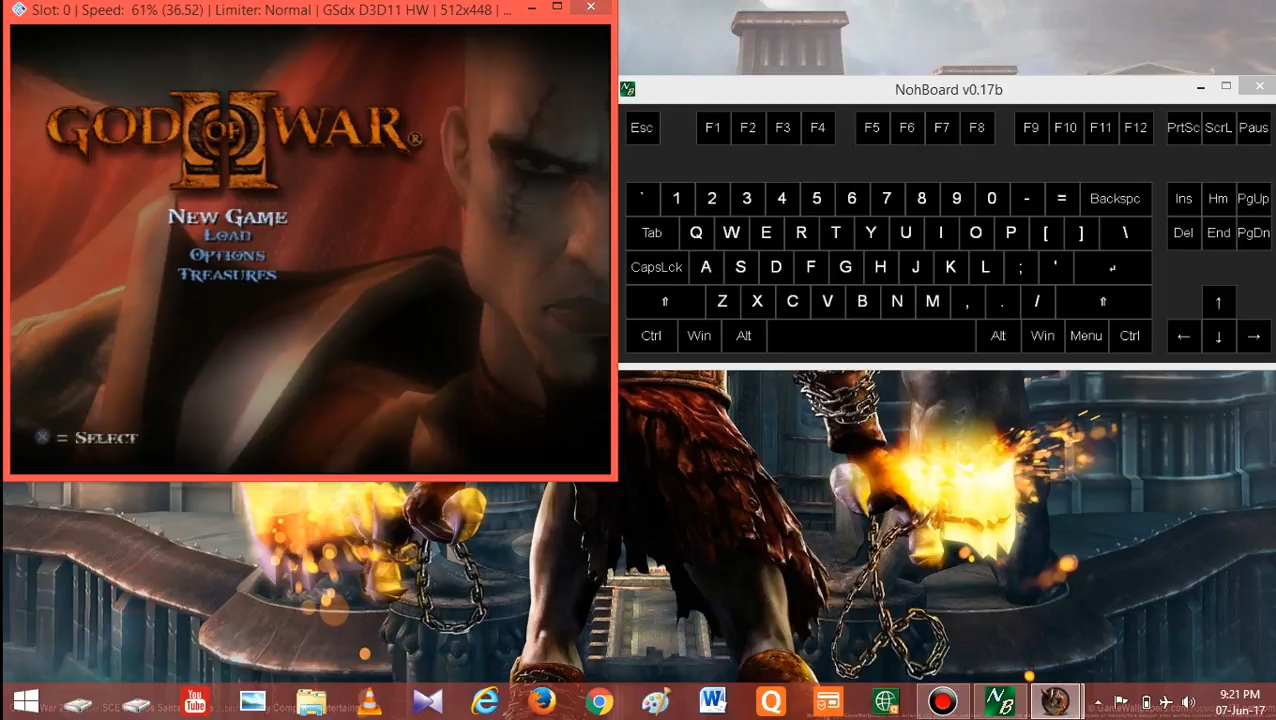 Slot: 0 | Speed: 61% (36.52) | Limiter: Normal | GSdx D3D11 HW | 512x448 | ...
GOD OF WAR®
II
NEW GAME
LOAD
OPTIONS
TREASURES
= SELECT
NohBoard v0.17b
Esc F1 F2 F3 F4 F5 F6 F7 F8 F9 F10 F11 F12 PrtSc ScrL Paus
` 1 2 3 4 5 6 7 8 9 0 - = Backspc Ins Hm PgUp
Tab Q W E R T Y U I O P [ ] \ Del End PgDn
CapsLck A S D F G H J K L ; ' ↵
⇧ Z X C V B N M , . / ⇧ ↑
Ctrl Win Alt Alt Win Menu Ctrl ← ↓ →
You
Tube
W
Q
N
B
9:21 PM
07-Jun-17